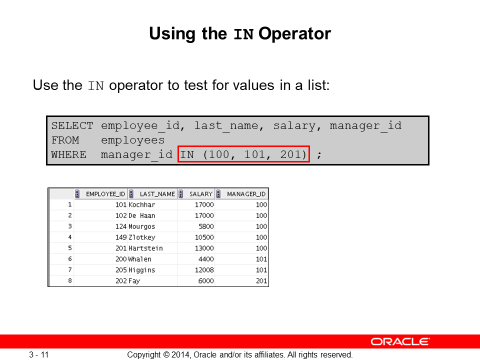 Using the IN Operator
Use the IN operator to test for values in a list:
SELECT employee_id, last_name, salary, manager_id
FROM employees
WHERE manager_id IN (100, 101, 201) ;
EMPLOYEE_ID LAST_NAME SALARY MANAGER_ID
1 101 Kochhar 17000 100
2 102 De Haan 17000 100
3 124 Mourgos 5800 100
4 149 Zlotkey 10500 100
5 201 Hartstein 13000 100
6 200 Whalen 4400 101
7 205 Higgins 12008 101
8 202 Fay 6000 201
ORACLE
3 - 11 Copyright © 2014, Oracle and/or its affiliates. All rights reserved.